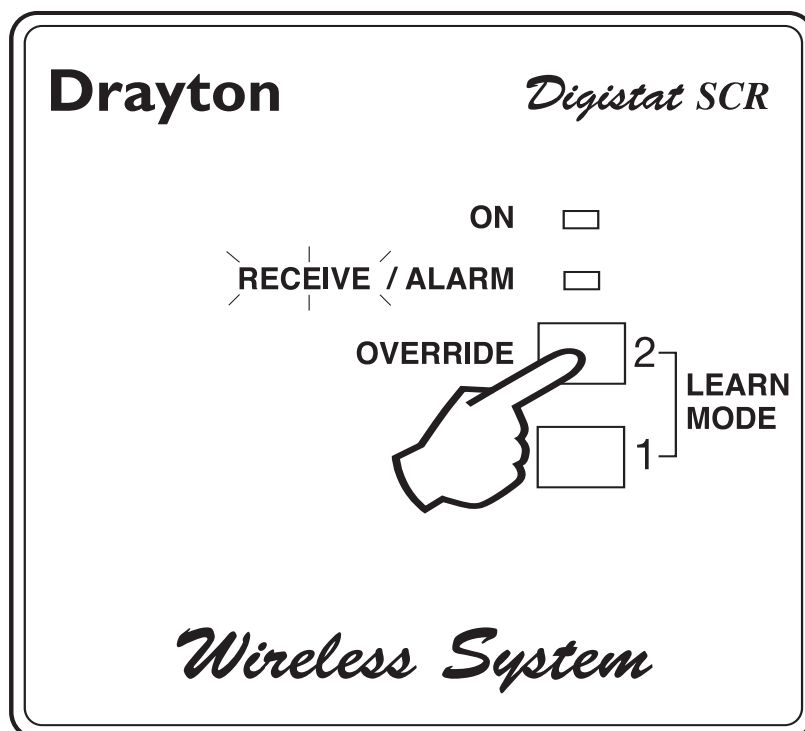 Drayton Digistat SCR
ON
RECEIVE / ALARM
OVERRIDE 2
LEARN
MODE
1
Wireless System